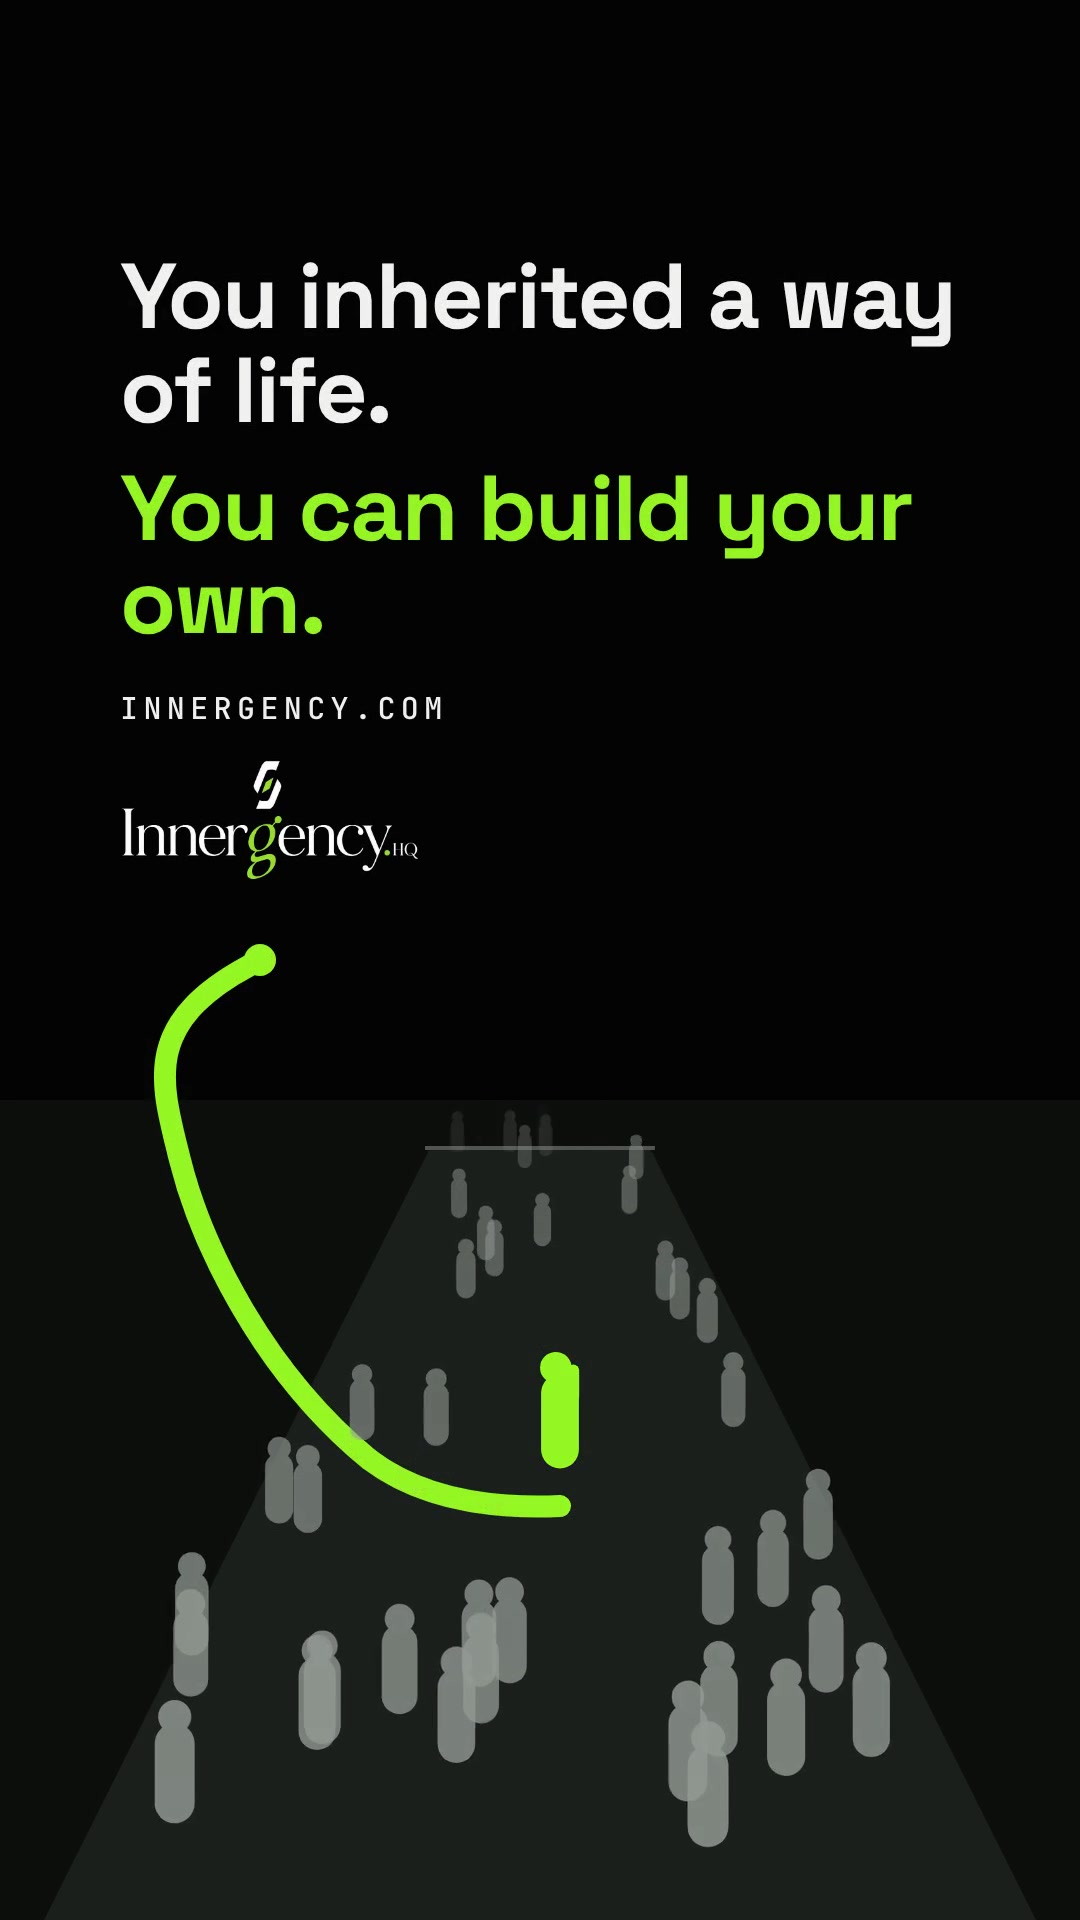 You inherited a way
of life.
You can build your
own.
INNERGENCY.COM
Innergency.HQ